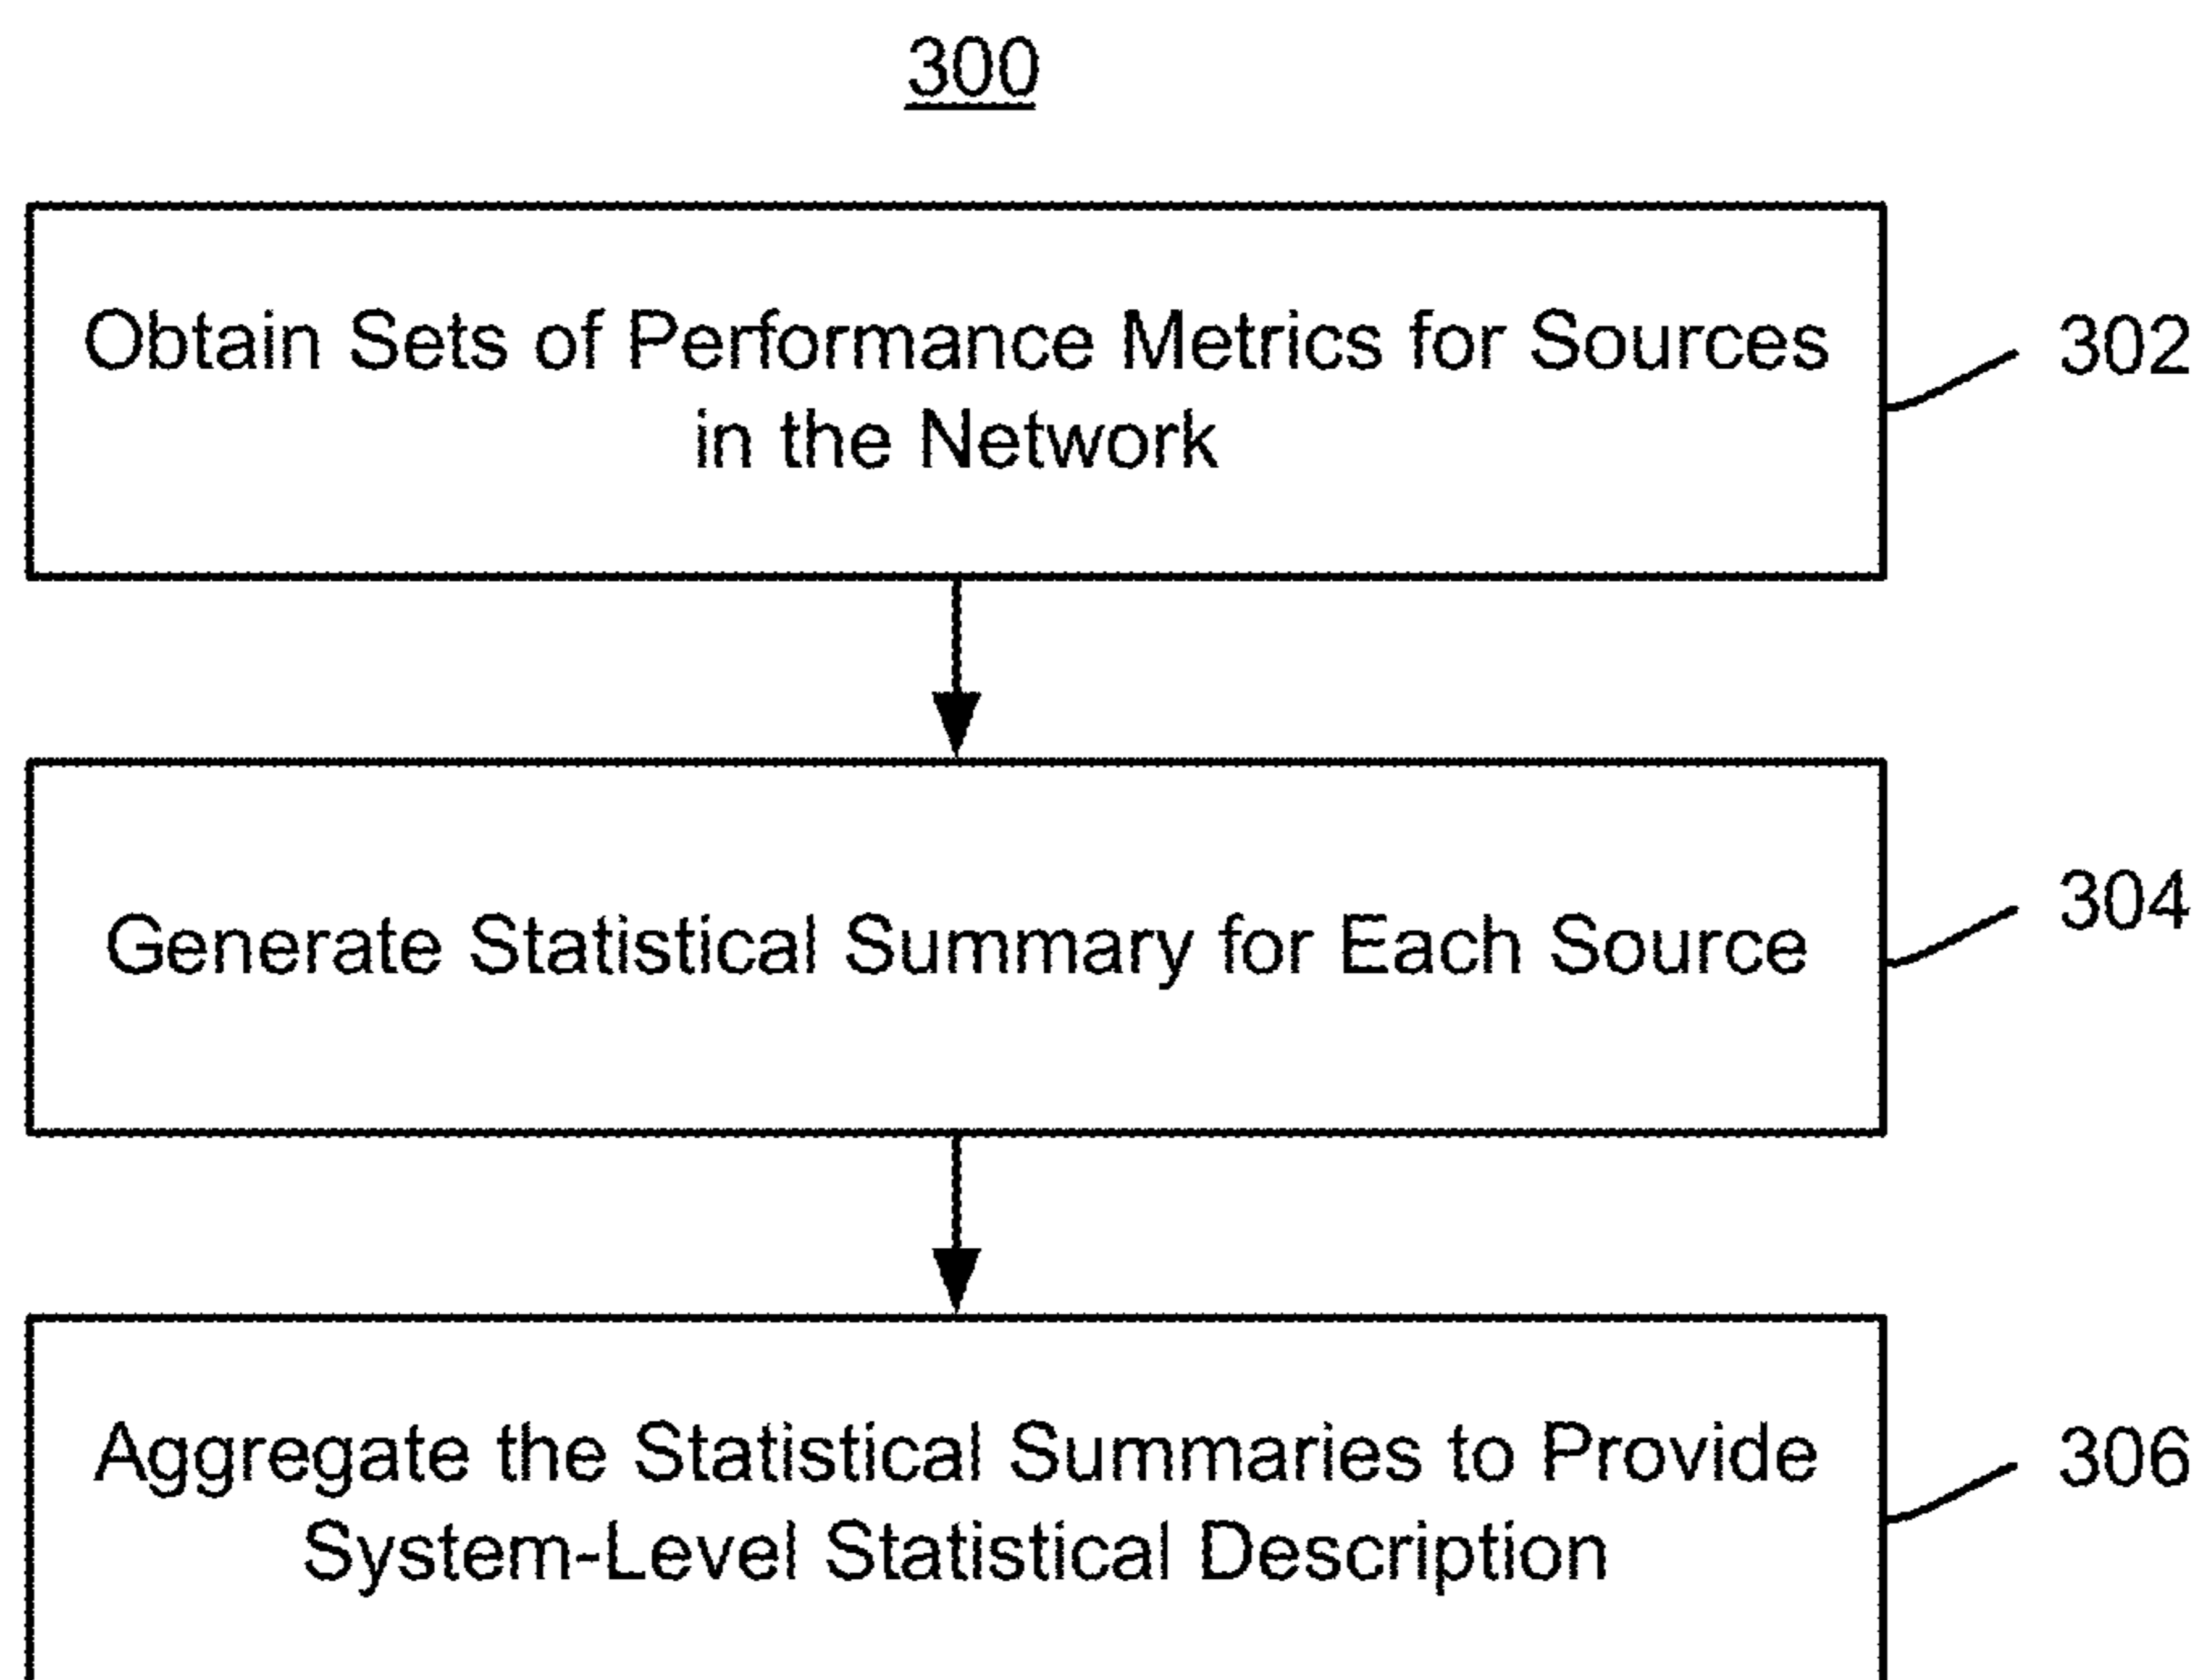 300
Obtain Sets of Performance Metrics for Sources
in the Network
302
Generate Statistical Summary for Each Source
304
Aggregate the Statistical Summaries to Provide
System-Level Statistical Description
306